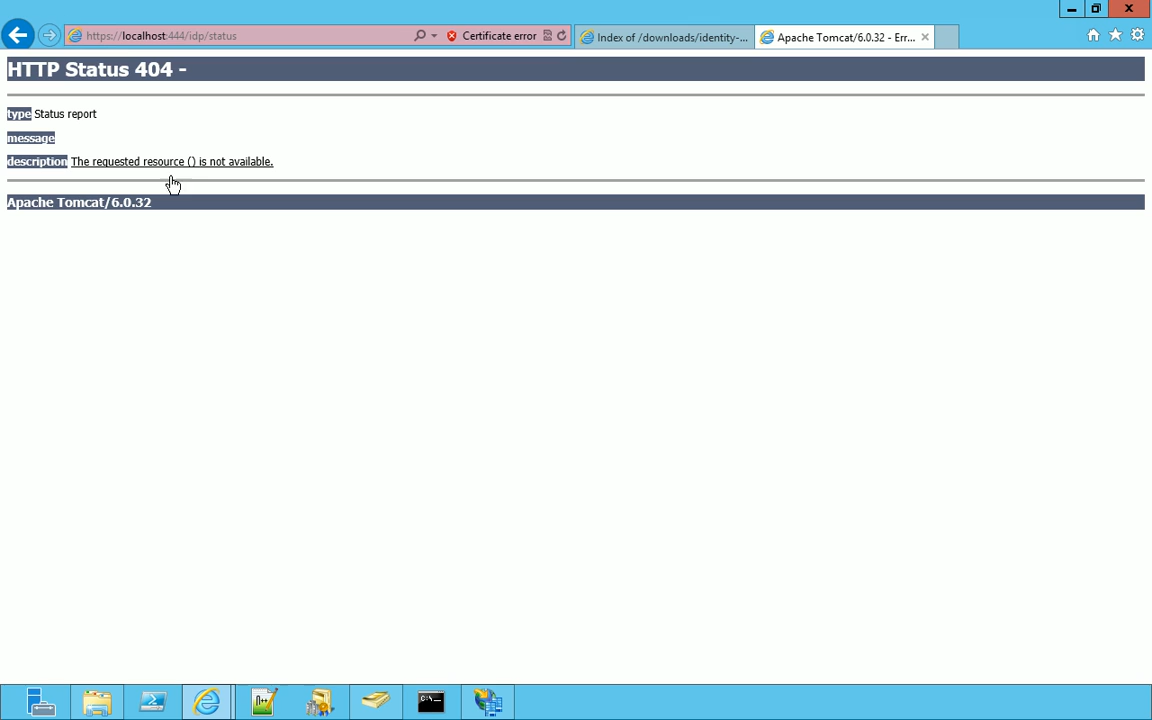 https://localhost:444/idp/status
Certificate error
Index of /downloads/identity-...
Apache Tomcat/6.0.32 - Err...
HTTP Status 404 -
type Status report
message
description The requested resource () is not available.
Apache Tomcat/6.0.32